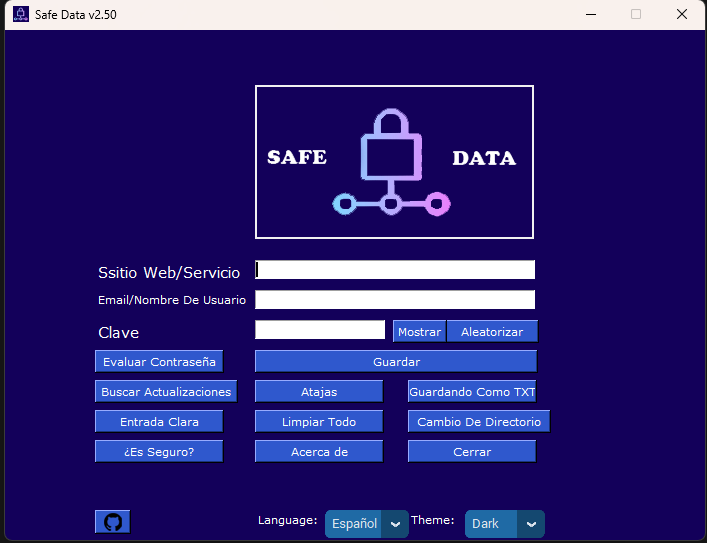 Safe Data v2.50
SAFE DATA
Ssitio Web/Servicio
Email/Nombre De Usuario
Clave Mostrar Aleatorizar
Evaluar Contraseña Guardar
Buscar Actualizaciones Atajas Guardando Como TXT
Entrada Clara Limpiar Todo Cambio De Directorio
¿Es Seguro? Acerca de Cerrar
Language: Español Theme: Dark